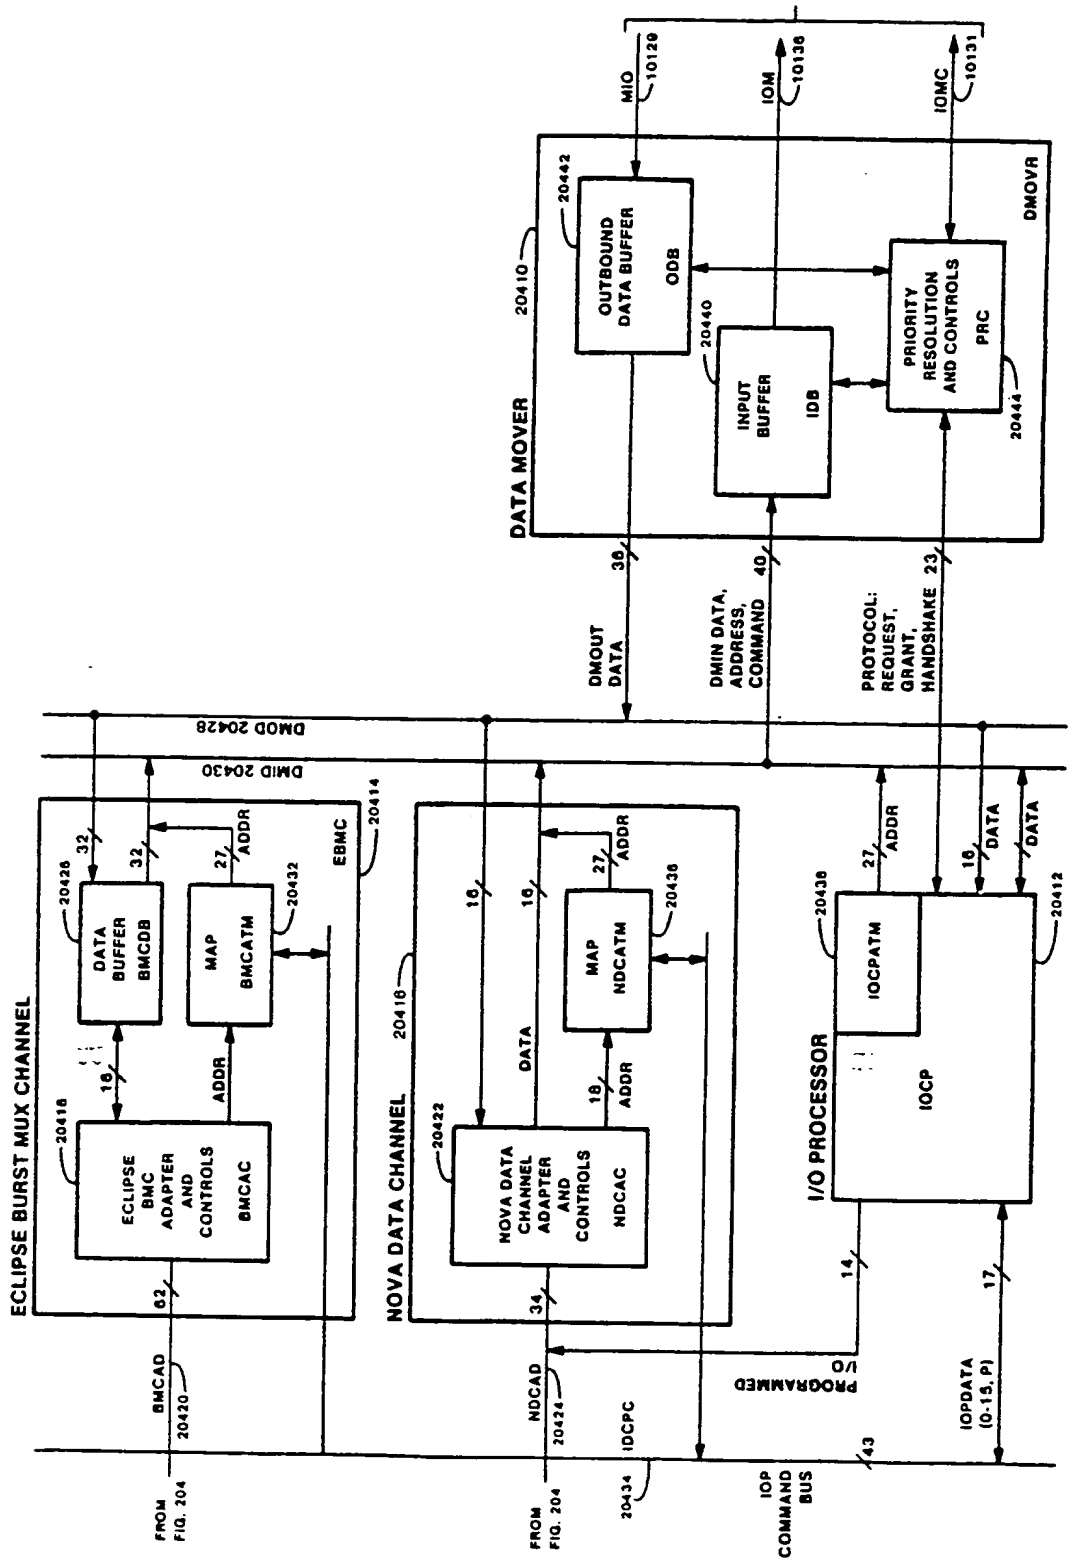 ECLIPSE BURST MUX CHANNEL
FROM
FIG. 204
BMCAD
20420
62
20418
ECLIPSE
BMC
ADAPTER
AND
CONTROLS
BMCAC
16
ADDR
20426
DATA
BUFFER
BMCDB
MAP
BMCATM
20432
32
32
27
ADDR
EBMC
20414
DMOD 20428
DMID 20430
NOVA DATA CHANNEL
20416
FROM
FIG. 204
NDCAD
20424
34
20422
NOVA DATA
CHANNEL
ADAPTER
AND
CONTROLS
NDCAC
16
DATA
16
18
ADDR
MAP
NDCATM
20436
27
ADDR
IOCPC
20434
IOP
COMMAND
BUS
43
PROGRAMMED
I/O
14
IOPDATA
(0-15, P)
17
I/O PROCESSOR
IOCP
IOCPATM
20438
20412
27
ADDR
16
DATA
DATA
DMOUT
DATA
36
DMIN DATA,
ADDRESS,
COMMAND
40
PROTOCOL:
REQUEST,
GRANT,
HANDSHAKE
23
DATA MOVER
20410
OUTBOUND
DATA BUFFER
ODB
20442
INPUT
BUFFER
IDB
20440
PRIORITY
RESOLUTION
AND CONTROLS
PRC
20444
DMOVR
MIO
10129
IOM
10136
IOMC
10131